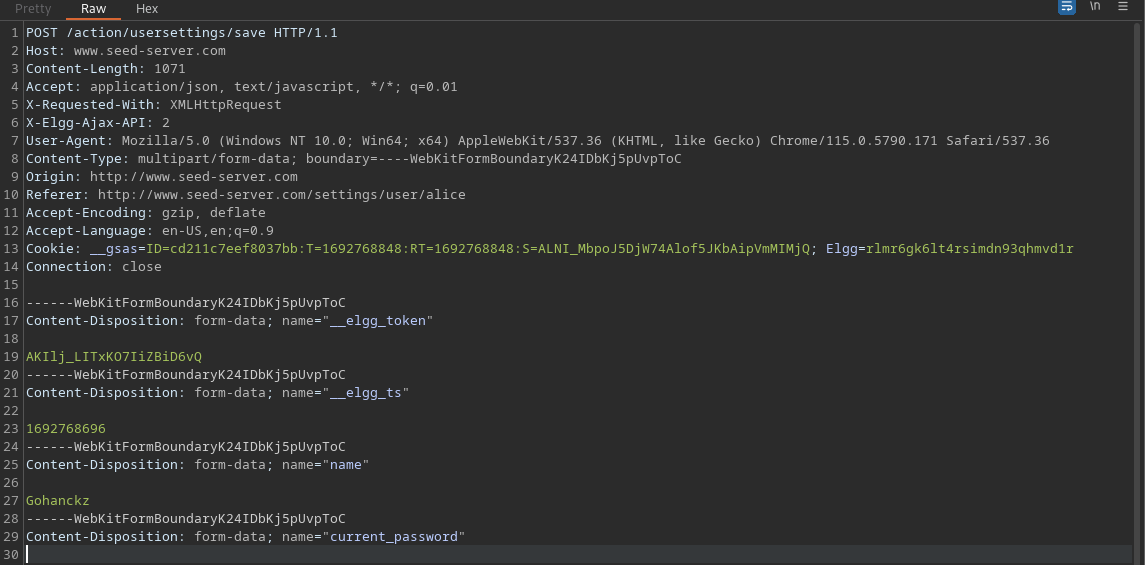 Pretty Raw Hex \n
1 POST /action/usersettings/save HTTP/1.1
2 Host: www.seed-server.com
3 Content-Length: 1071
4 Accept: application/json, text/javascript, */*; q=0.01
5 X-Requested-With: XMLHttpRequest
6 X-Elgg-Ajax-API: 2
7 User-Agent: Mozilla/5.0 (Windows NT 10.0; Win64; x64) AppleWebKit/537.36 (KHTML, like Gecko) Chrome/115.0.5790.171 Safari/537.36
8 Content-Type: multipart/form-data; boundary=----WebKitFormBoundaryK24IDbKj5pUvpToC
9 Origin: http://www.seed-server.com
10 Referer: http://www.seed-server.com/settings/user/alice
11 Accept-Encoding: gzip, deflate
12 Accept-Language: en-US,en;q=0.9
13 Cookie: __gsas=ID=cd211c7eef8037bb:T=1692768848:RT=1692768848:S=ALNI_MbpoJ5DjW74Alof5JKbAipVmMIMjQ; Elgg=rlmr6gk6lt4rsimdn93qhmvd1r
14 Connection: close
15
16 ------WebKitFormBoundaryK24IDbKj5pUvpToC
17 Content-Disposition: form-data; name="__elgg_token"
18
19 AKIlj_LITxKO7IiZBiD6vQ
20 ------WebKitFormBoundaryK24IDbKj5pUvpToC
21 Content-Disposition: form-data; name="__elgg_ts"
22
23 1692768696
24 ------WebKitFormBoundaryK24IDbKj5pUvpToC
25 Content-Disposition: form-data; name="name"
26
27 Gohanckz
28 ------WebKitFormBoundaryK24IDbKj5pUvpToC
29 Content-Disposition: form-data; name="current_password"
30